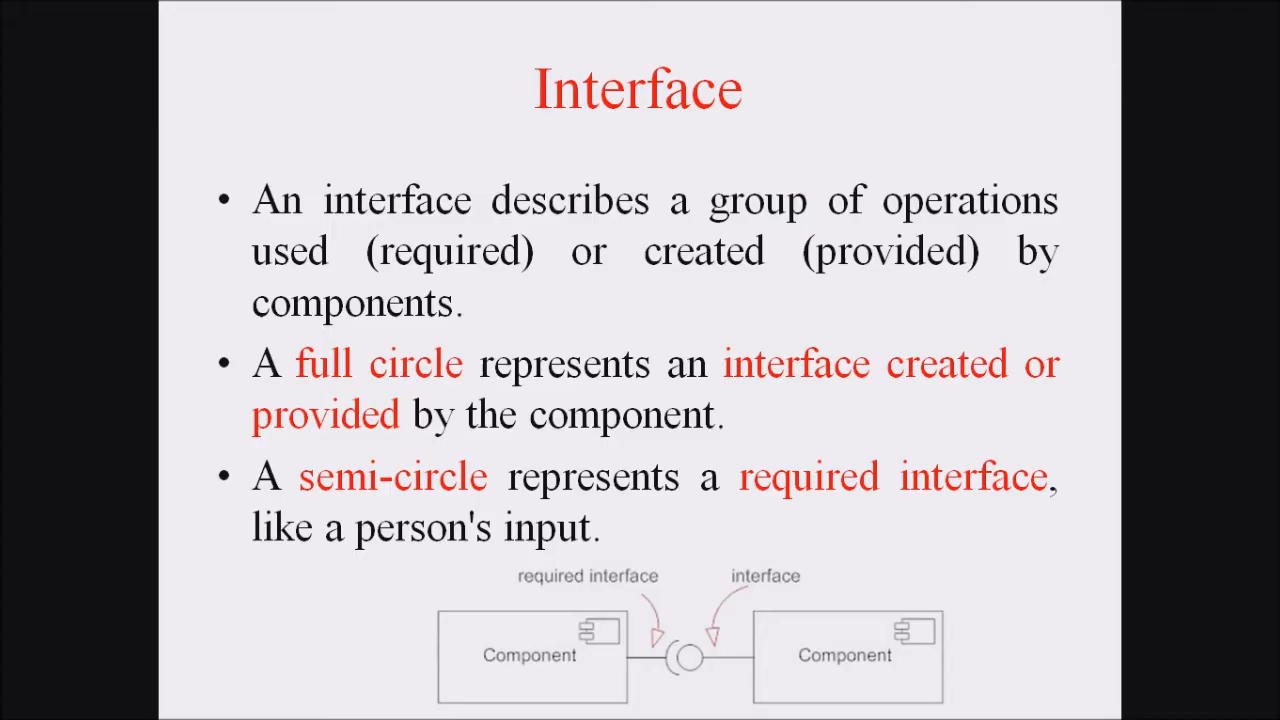 Interface
• An interface describes a group of operations
used (required) or created (provided) by
components.
• A full circle represents an interface created or
provided by the component.
• A semi-circle represents a required interface,
like a person's input.
required interface interface
Component Component